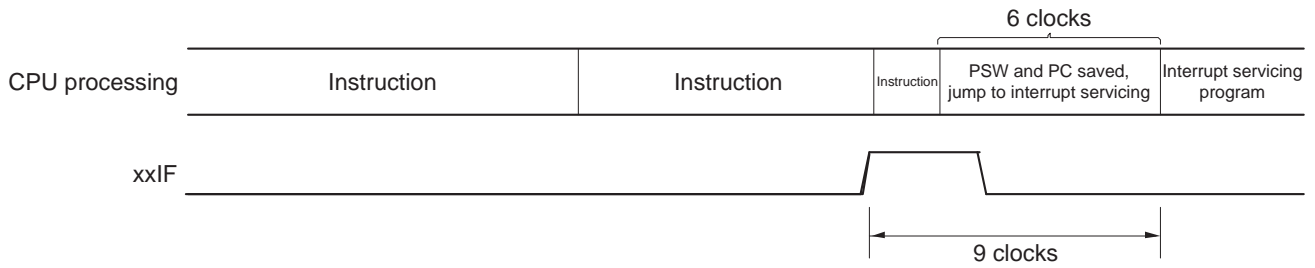 6 clocks
CPU processing
Instruction
Instruction
Instruction
PSW and PC saved,
jump to interrupt servicing
Interrupt servicing
program
xxIF
9 clocks